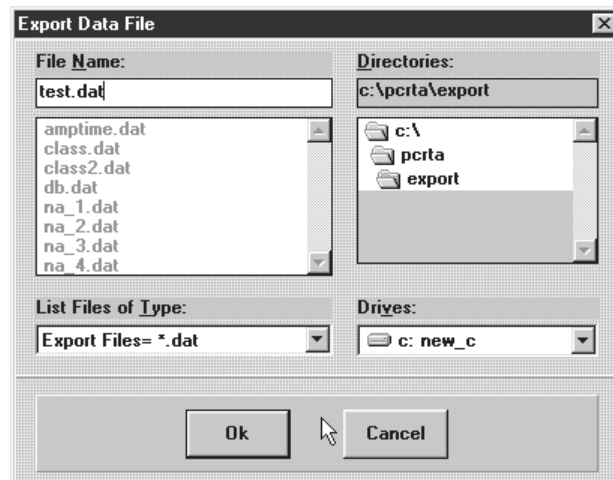 Export Data File
File Name:
test.dat
amptime.dat
class.dat
class2.dat
db.dat
na_1.dat
na_2.dat
na_3.dat
na_4.dat
List Files of Type:
Export Files= *.dat
Directories:
c:\pcrta\export
c:\
pcrta
export
Drives:
c: new_c
Ok
Cancel